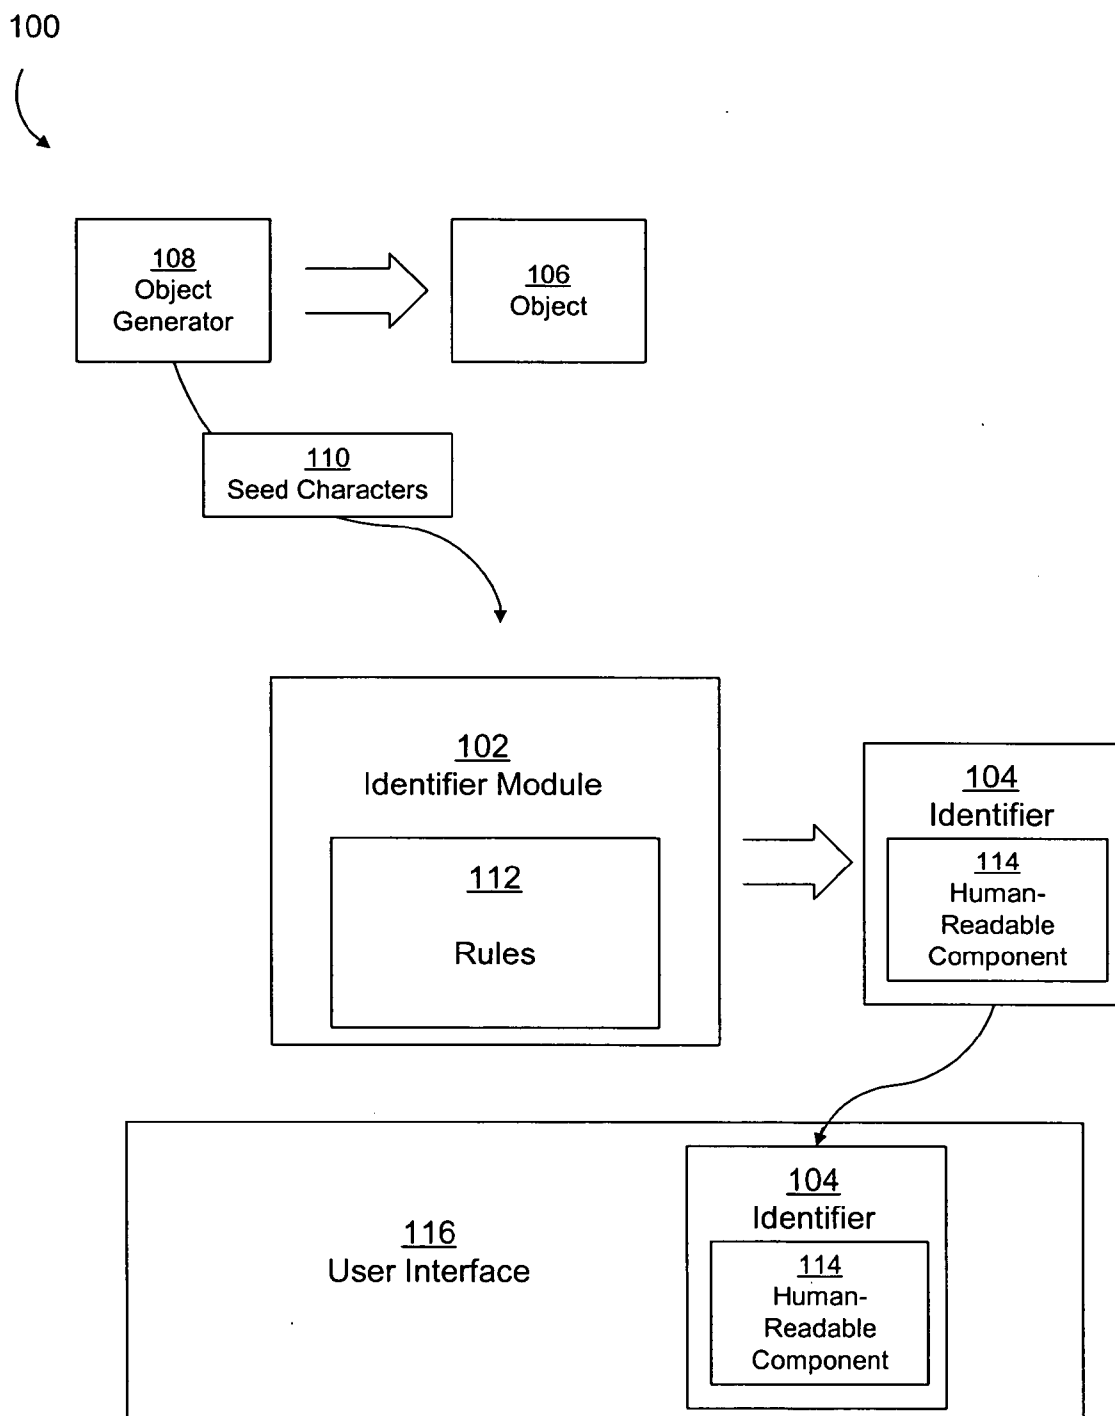 100
108
Object
Generator
106
Object
110
Seed Characters
102
Identifier Module
112
Rules
104
Identifier
114
Human-
Readable
Component
116
User Interface
104
Identifier
114
Human-
Readable
Component